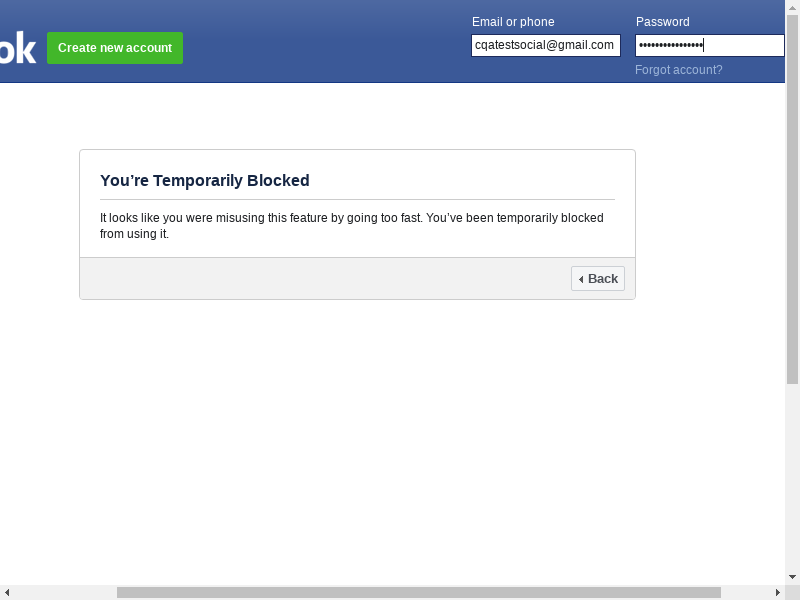 Email or phone
Password
ok
Create new account
cqatestsocial@gmail.com
••••••••••••••••
Forgot account?
You’re Temporarily Blocked
It looks like you were misusing this feature by going too fast. You’ve been temporarily blocked
from using it.
Back